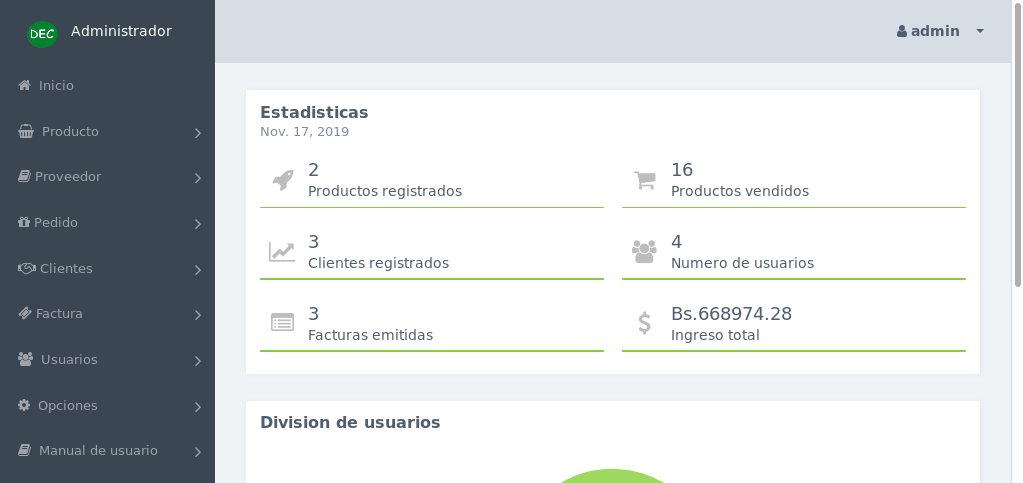 DEC Administrador
admin
Inicio
Producto
Proveedor
Pedido
Clientes
Factura
Usuarios
Opciones
Manual de usuario
Estadisticas
Nov. 17, 2019
2
Productos registrados
16
Productos vendidos
3
Clientes registrados
4
Numero de usuarios
3
Facturas emitidas
Bs.668974.28
Ingreso total
Division de usuarios